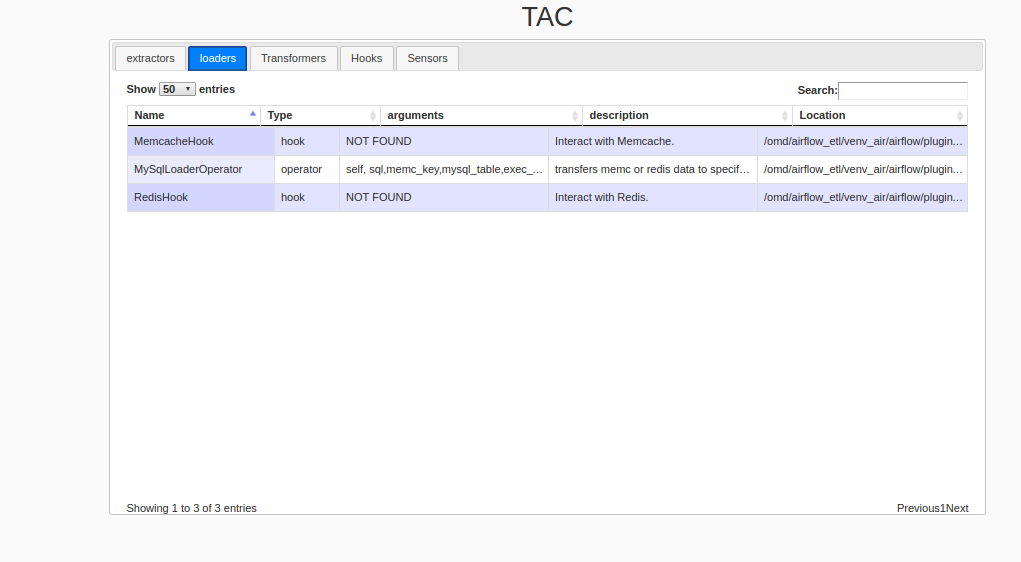 TAC
extractors loaders Transformers Hooks Sensors
Show 50 entries Search:
Name Type arguments description Location
MemcacheHook hook NOT FOUND Interact with Memcache. /omd/airflow_etl/venv_air/airflow/plugin...
MySqlLoaderOperator operator self, sql,memc_key,mysql_table,exec_... transfers memc or redis data to specif... /omd/airflow_etl/venv_air/airflow/plugin...
RedisHook hook NOT FOUND Interact with Redis. /omd/airflow_etl/venv_air/airflow/plugin...
Showing 1 to 3 of 3 entries Previous1Next